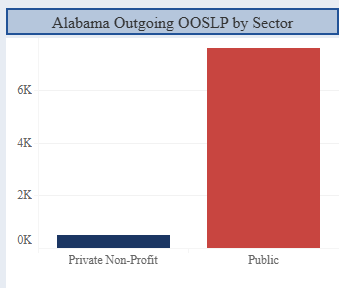 Alabama Outgoing OOSLP by Sector
6K
4K
2K
0K
Private Non-Profit
Public